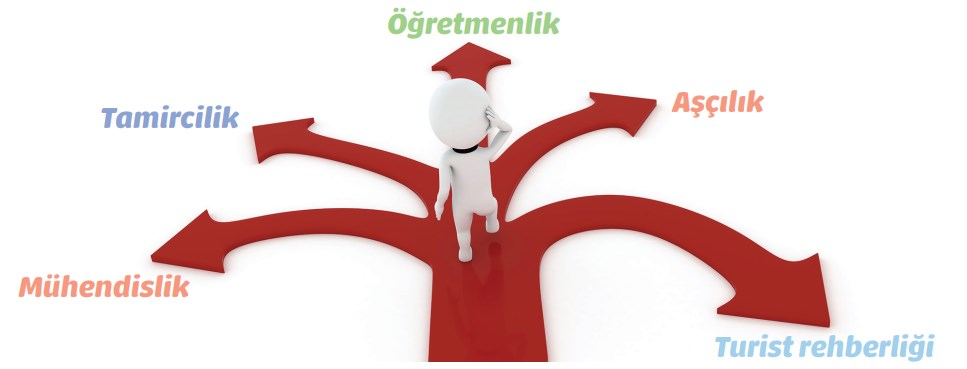 Öğretmenlik
Tamircilik
Aşçılık
Mühendislik
Turist rehberliği